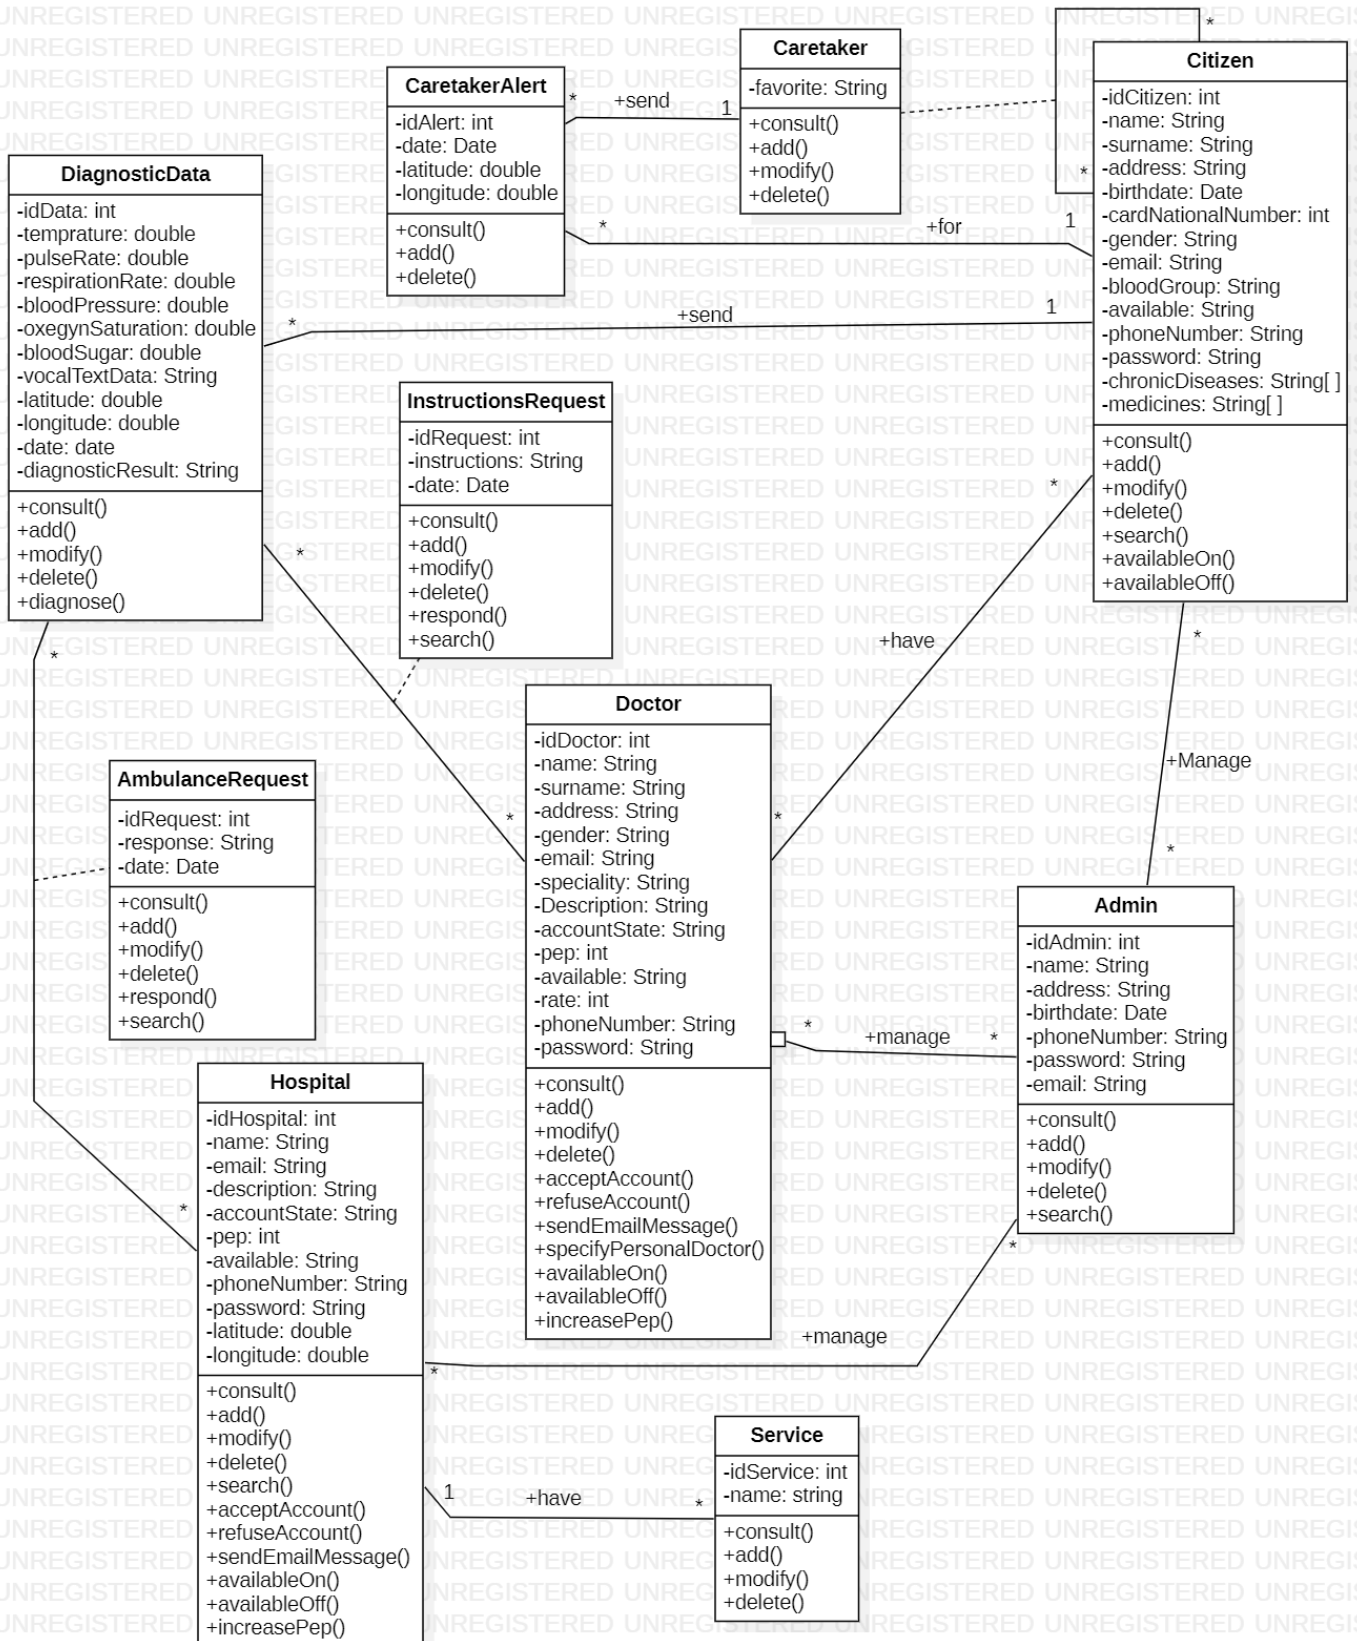 Caretaker
-favorite: String
+consult()
+add()
+modify()
+delete()
*
Citizen
-idCitizen: int
-name: String
-surname: String
-address: String
-birthdate: Date
-cardNationalNumber: int
-gender: String
-email: String
-bloodGroup: String
-available: String
-phoneNumber: String
-password: String
-chronicDiseases: String[ ]
-medicines: String[ ]
+consult()
+add()
+modify()
+delete()
+search()
+availableOn()
+availableOff()
*
CaretakerAlert
-idAlert: int
-date: Date
-latitude: double
-longitude: double
+consult()
+add()
+delete()
* +send 1
* +for 1
DiagnosticData
-idData: int
-temprature: double
-pulseRate: double
-respirationRate: double
-bloodPressure: double
-oxegynSaturation: double
-bloodSugar: double
-vocalTextData: String
-latitude: double
-longitude: double
-date: date
-diagnosticResult: String
+consult()
+add()
+modify()
+delete()
+diagnose()
* +send 1
InstructionsRequest
-idRequest: int
-instructions: String
-date: Date
+consult()
+add()
+modify()
+delete()
+respond()
+search()
*
*
*
+have
*
*
+Manage
*
Doctor
-idDoctor: int
-name: String
-surname: String
-address: String
-gender: String
-email: String
-speciality: String
-Description: String
-accountState: String
-pep: int
-available: String
-rate: int
-phoneNumber: String
-password: String
+consult()
+add()
+modify()
+delete()
+acceptAccount()
+refuseAccount()
+sendEmailMessage()
+specifyPersonalDoctor()
+availableOn()
+availableOff()
+increasePep()
*
AmbulanceRequest
-idRequest: int
-response: String
-date: Date
+consult()
+add()
+modify()
+delete()
+respond()
+search()
*
Admin
-idAdmin: int
-name: String
-address: String
-birthdate: Date
-phoneNumber: String
-password: String
-email: String
+consult()
+add()
+modify()
+delete()
+search()
* +manage *
Hospital
-idHospital: int
-name: String
-email: String
-description: String
-accountState: String
-pep: int
-available: String
-phoneNumber: String
-password: String
-latitude: double
-longitude: double
+consult()
+add()
+modify()
+delete()
+search()
+acceptAccount()
+refuseAccount()
+sendEmailMessage()
+availableOn()
+availableOff()
+increasePep()
*
+manage
*
1 +have *
Service
-idService: int
-name: string
+consult()
+add()
+modify()
+delete()
UNREGISTERED